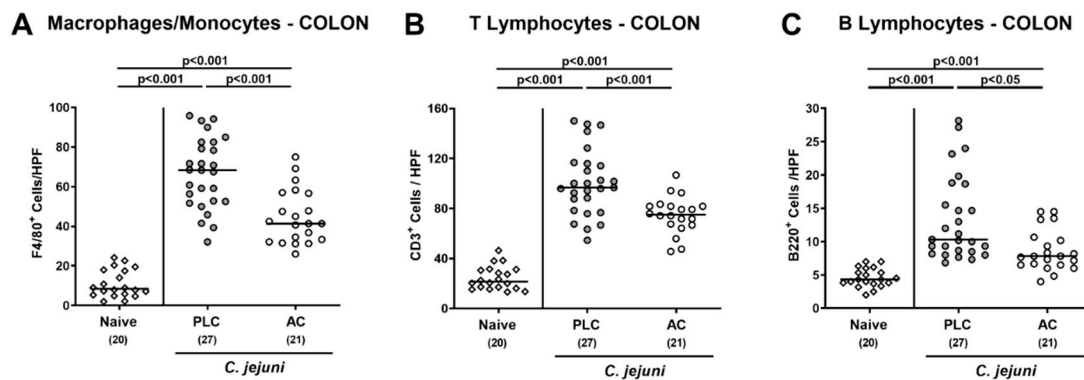 A Macrophages/Monocytes - COLON
p<0.001
p<0.001 p<0.001
F4/80+ Cells/HPF
100
80
60
40
20
0
Naive PLC AC
(20) (27) (21)
C. jejuni
B T Lymphocytes - COLON
p<0.001
p<0.001 p<0.001
CD3+ Cells / HPF
160
120
80
40
0
Naive PLC AC
(20) (27) (21)
C. jejuni
C B Lymphocytes - COLON
p<0.001
p<0.001 p<0.05
B220+ Cells /HPF
30
25
20
15
10
5
0
Naive PLC AC
(20) (27) (21)
C. jejuni